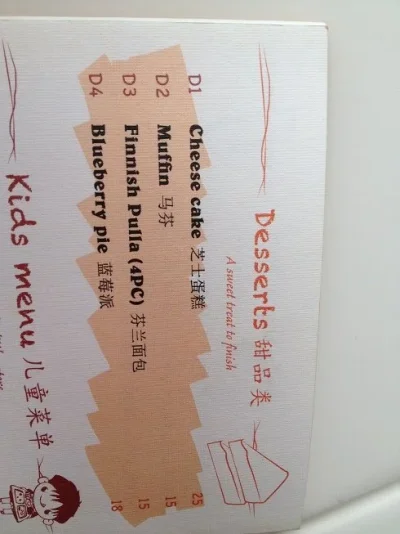 Desserts 甜品类
A sweet treat to finish
D1 Cheese cake 芝士蛋糕 25
D2 Muffin 马芬 15
D3 Finnish Pulla (4PC) 芬兰面包 15
D4 Blueberry pie 蓝莓派 18
Kids menu 儿童菜单